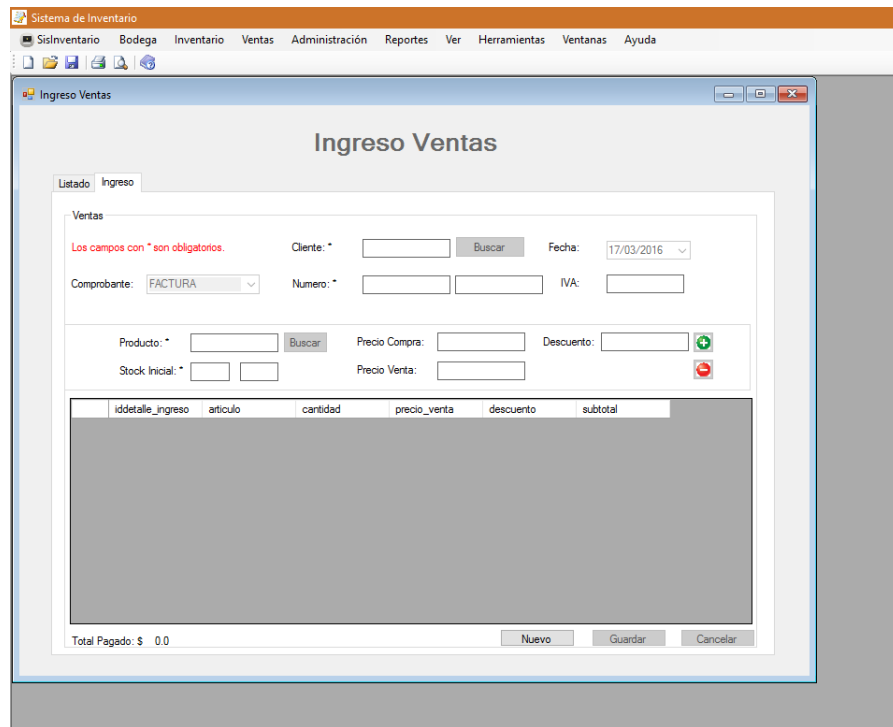 Sistema de Inventario
SisInventario Bodega Inventario Ventas Administración Reportes Ver Herramientas Ventanas Ayuda
Ingreso Ventas
Ingreso Ventas
Listado Ingreso
Ventas
Los campos con * son obligatorios. Cliente: * Buscar Fecha: 17/03/2016
Comprobante: FACTURA Numero: * IVA:
Producto: * Buscar Precio Compra: Descuento:
Stock Inicial: * Precio Venta:
iddetalle_ingreso articulo cantidad precio_venta descuento subtotal
Total Pagado: $ 0.0 Nuevo Guardar Cancelar